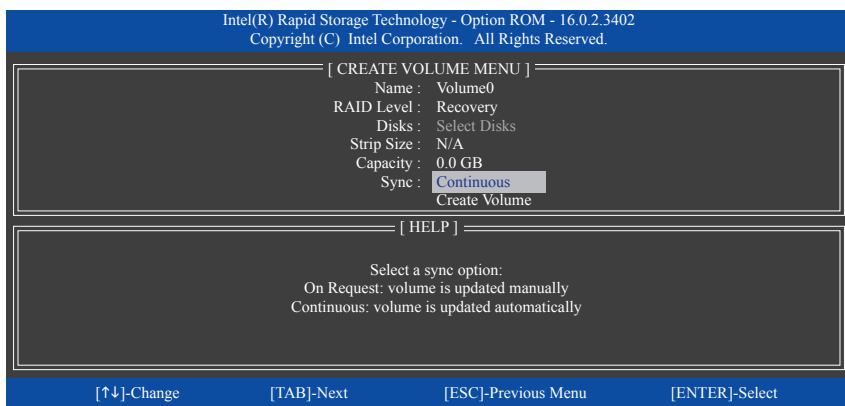 Intel(R) Rapid Storage Technology - Option ROM - 16.0.2.3402
Copyright (C) Intel Corporation. All Rights Reserved.
[ CREATE VOLUME MENU ]
Name : Volume0
RAID Level : Recovery
Disks : Select Disks
Strip Size : N/A
Capacity : 0.0 GB
Sync : Continuous
Create Volume
[ HELP ]
Select a sync option:
On Request: volume is updated manually
Continuous: volume is updated automatically
[↑↓]-Change [TAB]-Next [ESC]-Previous Menu [ENTER]-Select